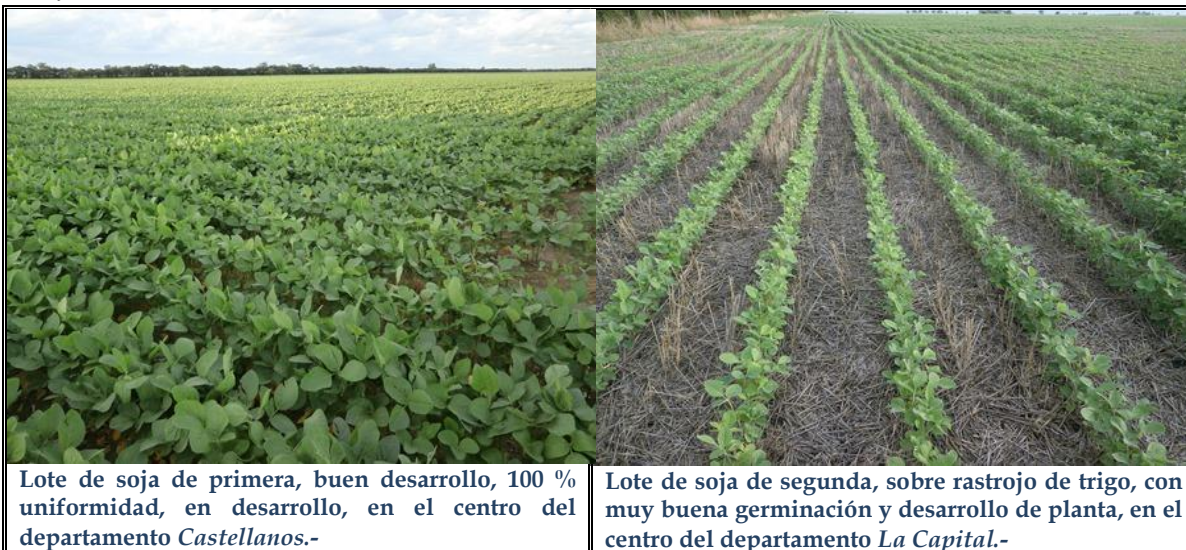 Lote de soja de primera, buen desarrollo, 100 %
uniformidad, en desarrollo, en el centro del
departamento Castellanos.-
Lote de soja de segunda, sobre rastrojo de trigo, con
muy buena germinación y desarrollo de planta, en el
centro del departamento La Capital.-